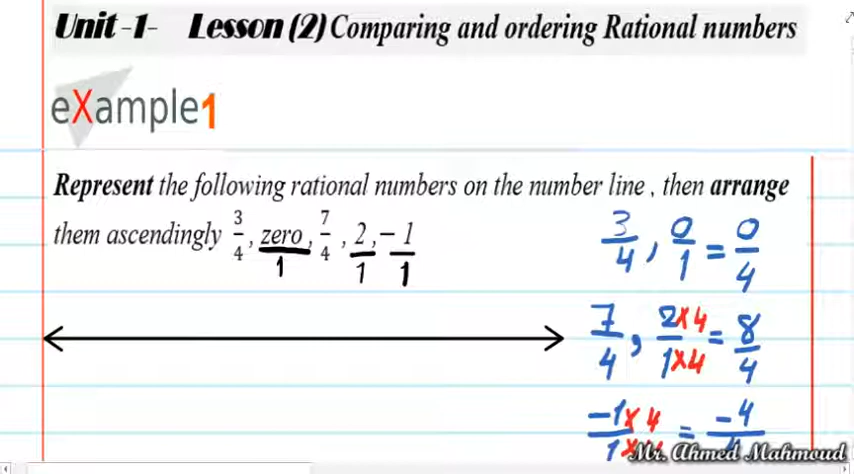 Unit -1- Lesson (2) Comparing and ordering Rational numbers
eXample1
Represent the following rational numbers on the number line , then arrange
them ascendingly 3/4 , zero/1 , 7/4 , 2/1 , -1/1
3/4 , 0/1 = 0/4
7/4 , 2×4/1×4 = 8/4
-1×4/1×4 = -4/4
Mr. Ahmed Mahmoud